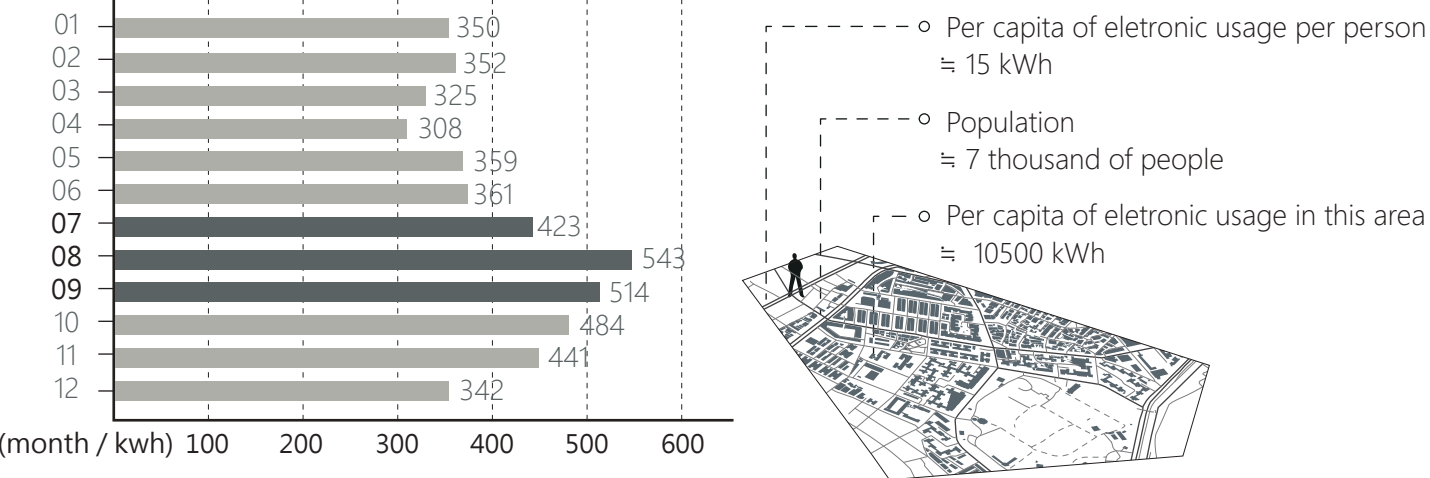 01 350
02 352
03 325
04 308
05 359
06 361
07 423
08 543
09 514
10 484
11 441
12 342
(month / kwh) 100 200 300 400 500 600
Per capita of eletronic usage per person
≒ 15 kWh
Population
≒ 7 thousand of people
Per capita of eletronic usage in this area
≒ 10500 kWh